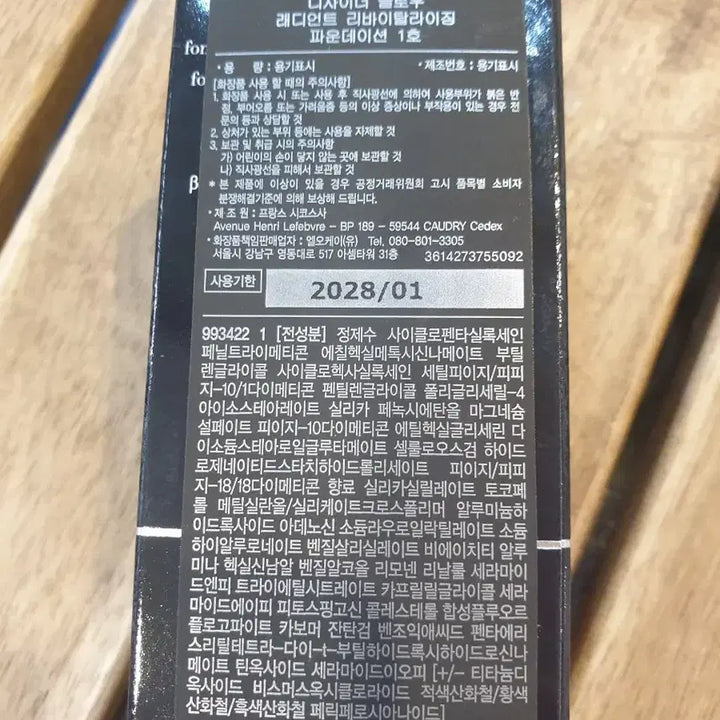 디자이너 글로우
래디언트 리바이탈라이징
파운데이션 1호
for
fo
β
· 용 량 : 용기표시 · 제조번호 : 용기표시
[화장품 사용 할 때의 주의사항]
1. 화장품 사용 시 또는 사용 후 직사광선에 의하여 사용부위가 붉은 반
점, 부어오름 또는 가려움증 등의 이상 증상이나 부작용이 있는 경우 전
문의 등과 상담할 것
2. 상처가 있는 부위 등에는 사용을 자제할 것
3. 보관 및 취급 시의 주의사항
가) 어린이의 손이 닿지 않는 곳에 보관할 것
나) 직사광선을 피해서 보관할 것
* 본 제품에 이상이 있을 경우 공정거래위원회 고시 품목별 소비자
분쟁해결기준에 의해 보상해 드립니다.
· 제 조 원 : 프랑스 시코스사
Avenue Henri Lefebvre – BP 189 – 59544 CAUDRY Cedex
· 화장품책임판매업자 : 엘오케이(유) Tel. 080-601-3305
서울시 강남구 영동대로 517 아셈타워 31층 3614273755092
사용기한 2028/01
993422 1 [전성분] 정제수 사이클로펜타실록세인
페닐트라이메티콘 에칠헥실메톡시신나메이트 부틸
렌글라이콜 사이클로헥사실록세인 세틸피이지/피피
지-10/1다이메티콘 펜틸렌글라이콜 폴리글리세릴-4
아이소스테아레이트 실리카 페녹시에탄올 마그네슘
설페이트 피이지-10다이메티콘 에틸헥실글리세린 다
이소듐스테아로일글루타메이트 셀룰로오스검 하이드
로제네이티드스타치하이드롤리세이트 피이지/피피
지-18/18다이메티콘 향료 실리카실릴레이트 토코페
롤 메틸실란올/실리케이트크로스폴리머 알루미늄하
이드록사이드 아데노신 소듐라우로일락틸레이트 소듐
하이알루로네이트 벤질살리실레이트 비에이치티 알루
미나 헥실신남알 벤질알코올 리모넨 리날룰 세라마이
드엔피 트라이에틸시트레이트 카프릴릴글라이콜 세라
마이드에이피 피토스핑고신 콜레스테롤 합성플루오르
플로고파이트 카보머 잔탄검 벤조익애씨드 펜타에리
스리틸테트라-다이-t-부틸하이드록시하이드로신나
메이트 틴옥사이드 세라마이드이오피 [+/- 티타늄디
옥사이드 비스머스옥시클로라이드 적색산화철/황색
산화철/흑색산화철 페릭페로시아나이드]